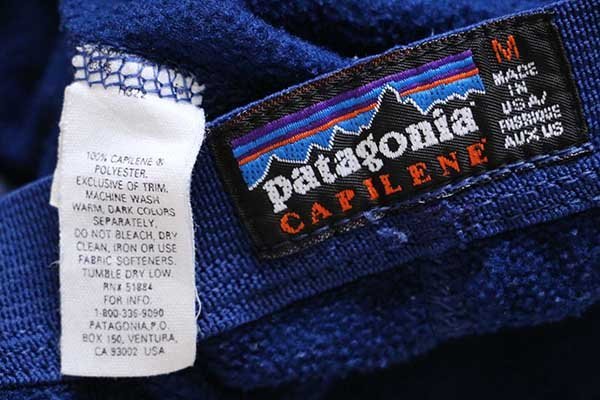 100% CAPILENE ®
POLYESTER.
EXCLUSIVE OF TRIM.
MACHINE WASH
WARM, DARK COLORS
SEPARATELY.
DO NOT BLEACH, DRY
CLEAN, IRON OR USE
FABRIC SOFTENERS.
TUMBLE DRY LOW.
RN# 51884
FOR INFO.
1-800-336-9090
PATAGONIA, P.O.
BOX 150, VENTURA,
CA 93002 USA
patagonia®
CAPILENE®
M
MADE
IN
USA/
FABRIQUE
AUX US